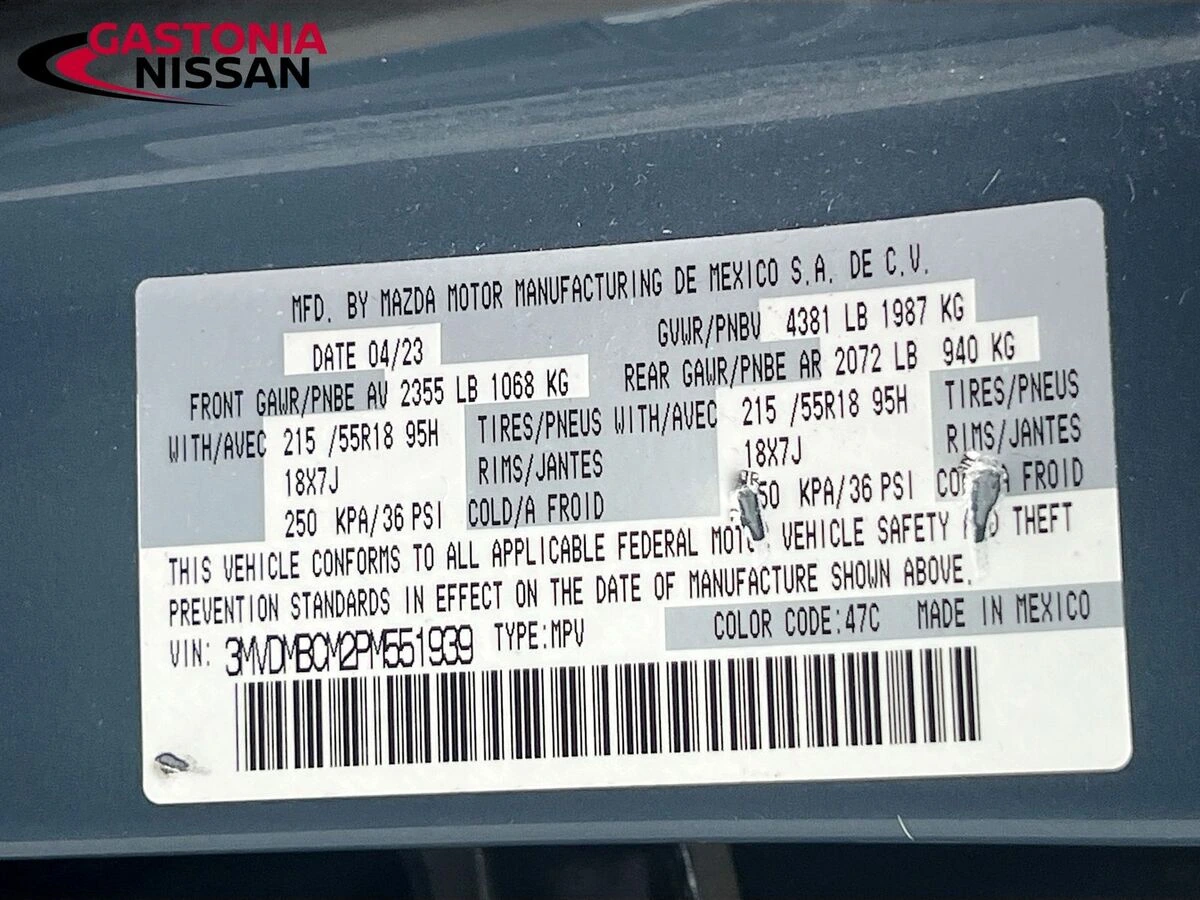 GASTONIA
NISSAN
MFD. BY MAZDA MOTOR MANUFACTURING DE MEXICO S.A. DE C.V.
DATE 04/23 GVWR/PNBV 4381 LB 1987 KG
FRONT GAWR/PNBE AV 2355 LB 1068 KG REAR GAWR/PNBE AR 2072 LB 940 KG
WITH/AVEC 215 /55R18 95H TIRES/PNEUS WITH/AVEC 215 /55R18 95H TIRES/PNEUS
18X7J RIMS/JANTES 18X7J RIMS/JANTES
250 KPA/36 PSI COLD/A FROID KPA/36 PSI FROID
THIS VEHICLE CONFORMS TO ALL APPLICABLE FEDERAL MOTOR VEHICLE SAFETY AND THEFT
PREVENTION STANDARDS IN EFFECT ON THE DATE OF MANUFACTURE SHOWN ABOVE.
VIN: 3MVDMBCM2PM551939 TYPE:MPV COLOR CODE:47C MADE IN MEXICO